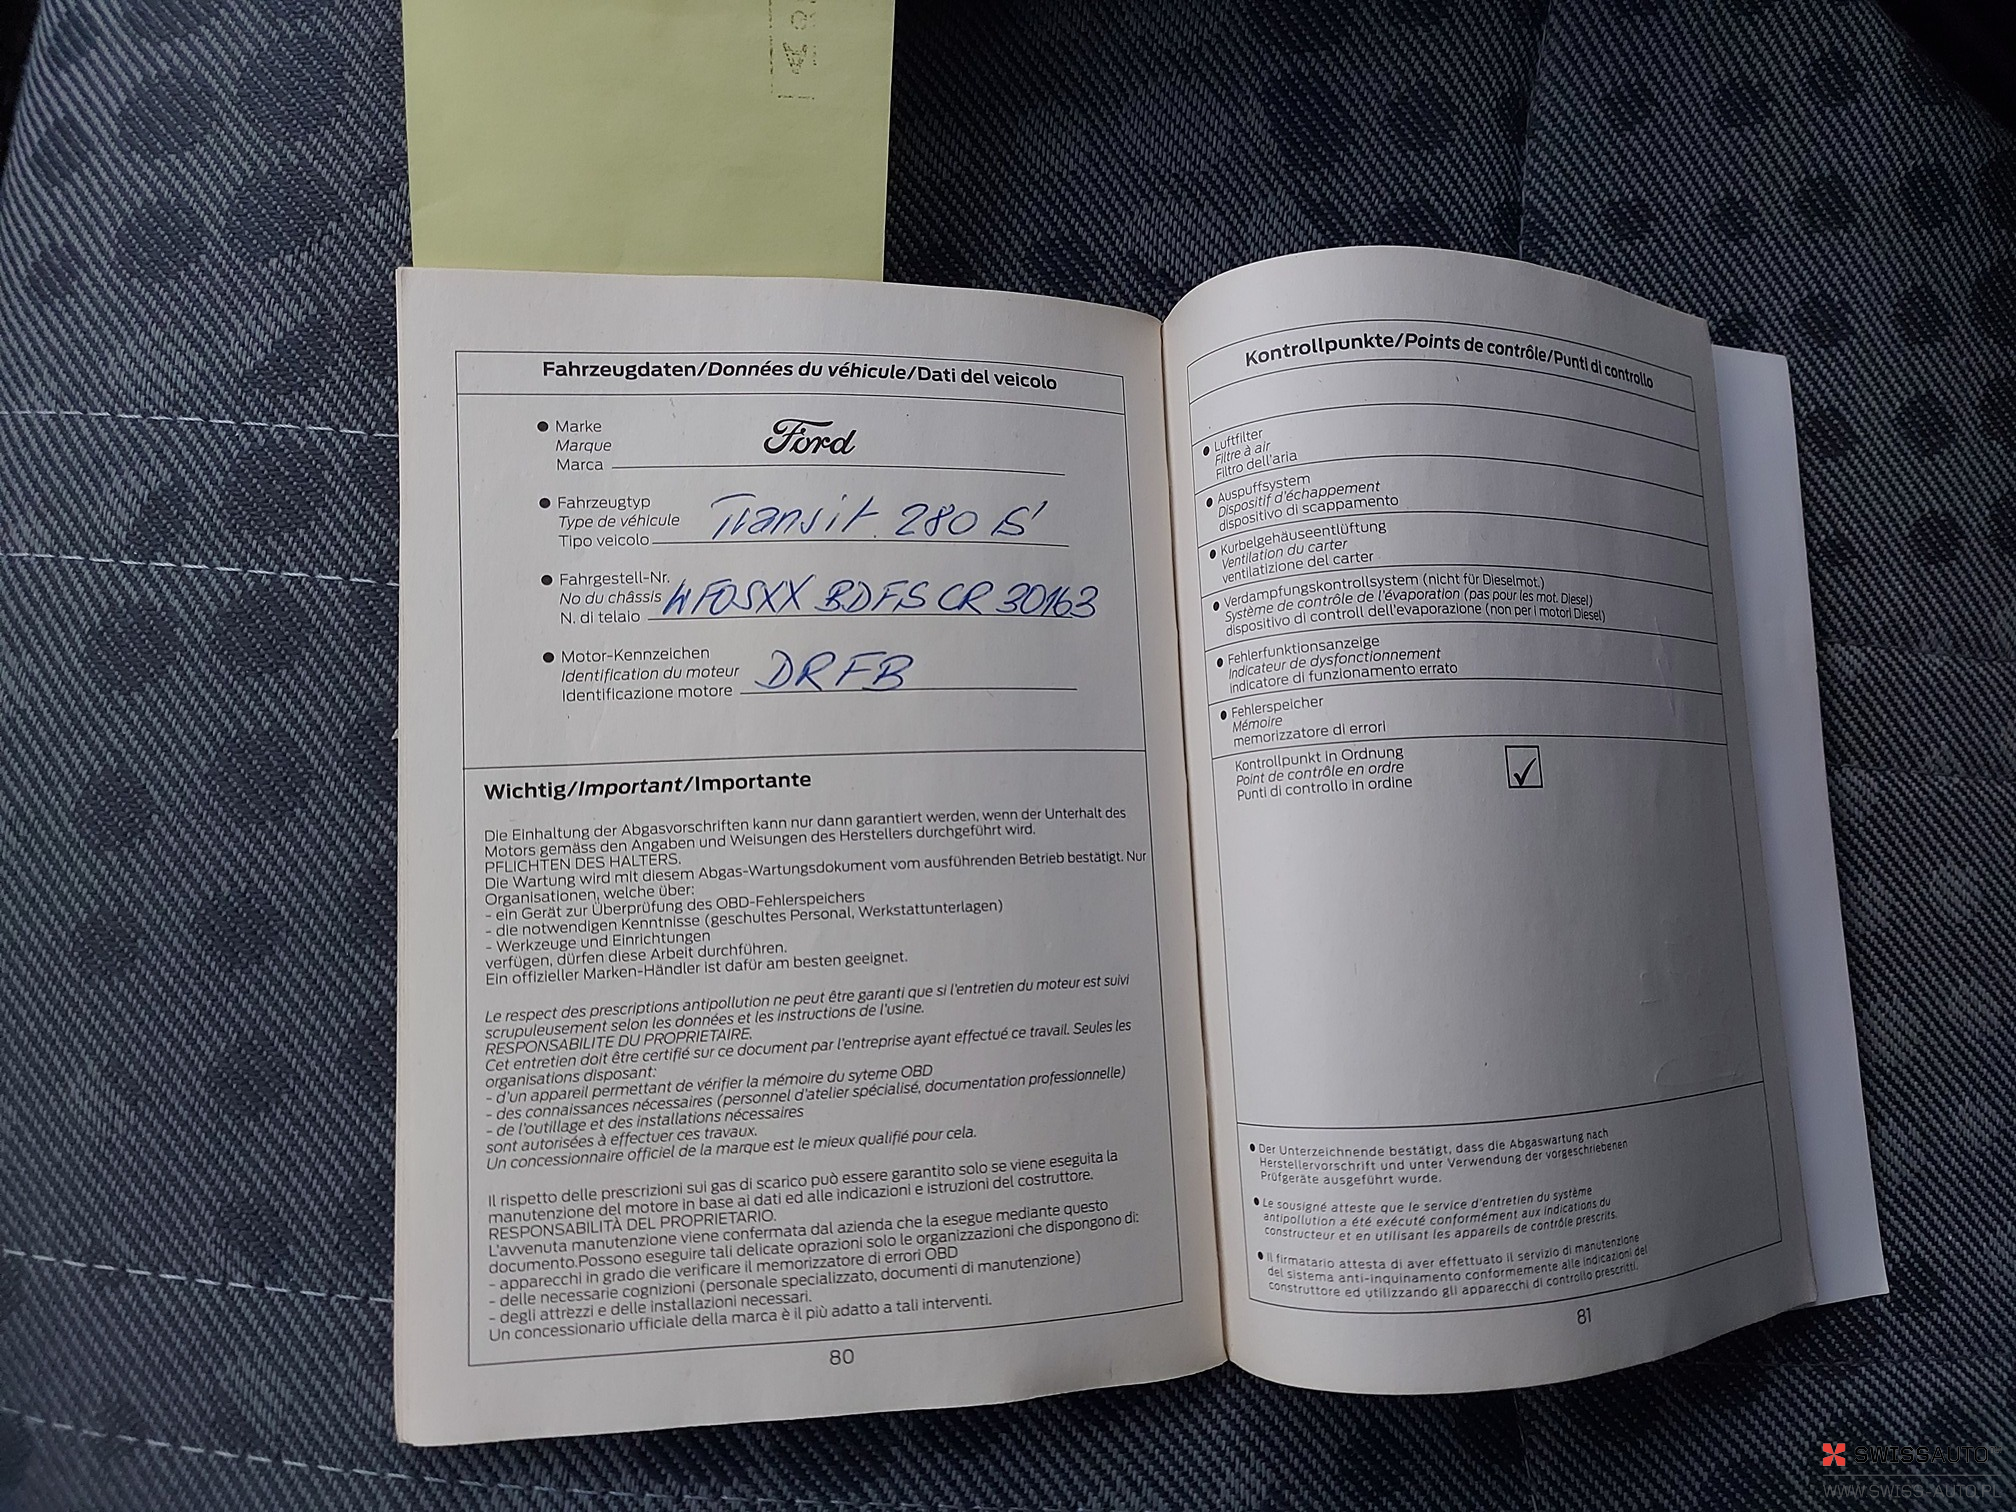 Fahrzeugdaten/Données du véhicule/Dati del veicolo
Marke
Marque
Marca
Ford
Fahrzeugtyp
Type de véhicule
Tipo veicolo
Transit 280 S
Fahrgestell-Nr.
No du châssis
N. di telaio
WF0SXX BDFS CR 30163
Motor-Kennzeichen
Identification du moteur
Identificazione motore
DRFB
Wichtig/Important/Importante
Die Einhaltung der Abgasvorschriften kann nur dann garantiert werden, wenn der Unterhalt des
Motors gemäss den Angaben und Weisungen des Herstellers durchgeführt wird.
PFLICHTEN DES HALTERS.
Die Wartung wird mit diesem Abgas-Wartungsdokument vom ausführenden Betrieb bestätigt. Nur
Organisationen, welche über:
- ein Gerät zur Überprüfung des OBD-Fehlerspeichers
- die notwendigen Kenntnisse (geschultes Personal, Werkstattunterlagen)
- Werkzeuge und Einrichtungen
verfügen, dürfen diese Arbeit durchführen.
Ein offizieller Marken-Händler ist dafür am besten geeignet.
Le respect des prescriptions antipollution ne peut être garanti que si l'entretien du moteur est suivi
scrupuleusement selon les données et les instructions de l'usine.
RESPONSABILITE DU PROPRIETAIRE.
Cet entretien doit être certifié sur ce document par l'entreprise ayant effectué ce travail. Seules les
organisations disposant:
- d'un appareil permettant de vérifier la mémoire du syteme OBD
- des connaissances nécessaires (personnel d'atelier spécialisé, documentation professionnelle)
- de l'outillage et des installations nécessaires
sont autorisées à effectuer ces travaux.
Un concessionnaire officiel de la marque est le mieux qualifié pour cela.
Il rispetto delle prescrizioni sui gas di scarico può essere garantito solo se viene eseguita la
manutenzione del motore in base ai dati ed alle indicazioni e istruzioni del costruttore.
RESPONSABILITÀ DEL PROPRIETARIO.
L'avvenuta manutenzione viene confermata dal azienda che la esegue mediante questo
documento.Possono eseguire tali delicate oprazioni solo le organizzazioni che dispongono di:
- apparecchi in grado die verificare il memorizzatore di errori OBD
- delle necessarie cognizioni (personale specializzato, documenti di manutenzione)
- degli attrezzi e delle installazioni necessari.
Un concessionario ufficiale della marca è il più adatto a tali interventi.
80
Kontrollpunkte/Points de contrôle/Punti di controllo
Luftfilter
Filtre à air
Filtro dell'aria
Auspuffsystem
Dispositif d'échappement
dispositivo di scappamento
Kurbelgehäuseentlüftung
Ventilation du carter
ventilatizione del carter
Verdampfungskontrollsystem (nicht für Dieselmot.)
Système de contrôle de l'évaporation (pas pour les mot. Diesel)
dispositivo di controll dell'evaporazione (non per i motori Diesel)
Fehlerfunktionsanzeige
Indicateur de dysfonctionnement
indicatore di funzionamento errato
Fehlerspeicher
Mémoire
memorizzatore di errori
Kontrollpunkt in Ordnung
Point de contrôle en ordre
Punti di controllo in ordine
Der Unterzeichnende bestätigt, dass die Abgaswartung nach
Herstellervorschrift und unter Verwendung der vorgeschriebenen
Prüfgeräte ausgeführt wurde.
Le sousigné atteste que le service d'entretien du système
antipollution a été exécuté conformément aux indications du
constructeur et en utilisant les appareils de contrôle prescrits.
Il firmatario attesta di aver effettuato il servizio di manutenzione
del sistema anti-inquinamento conformemente alle indicazioni del
construttore ed utilizzando gli apparecchi di controllo prescritti.
81
SWISSAUTO
WWW.SWISS-AUTO.PL